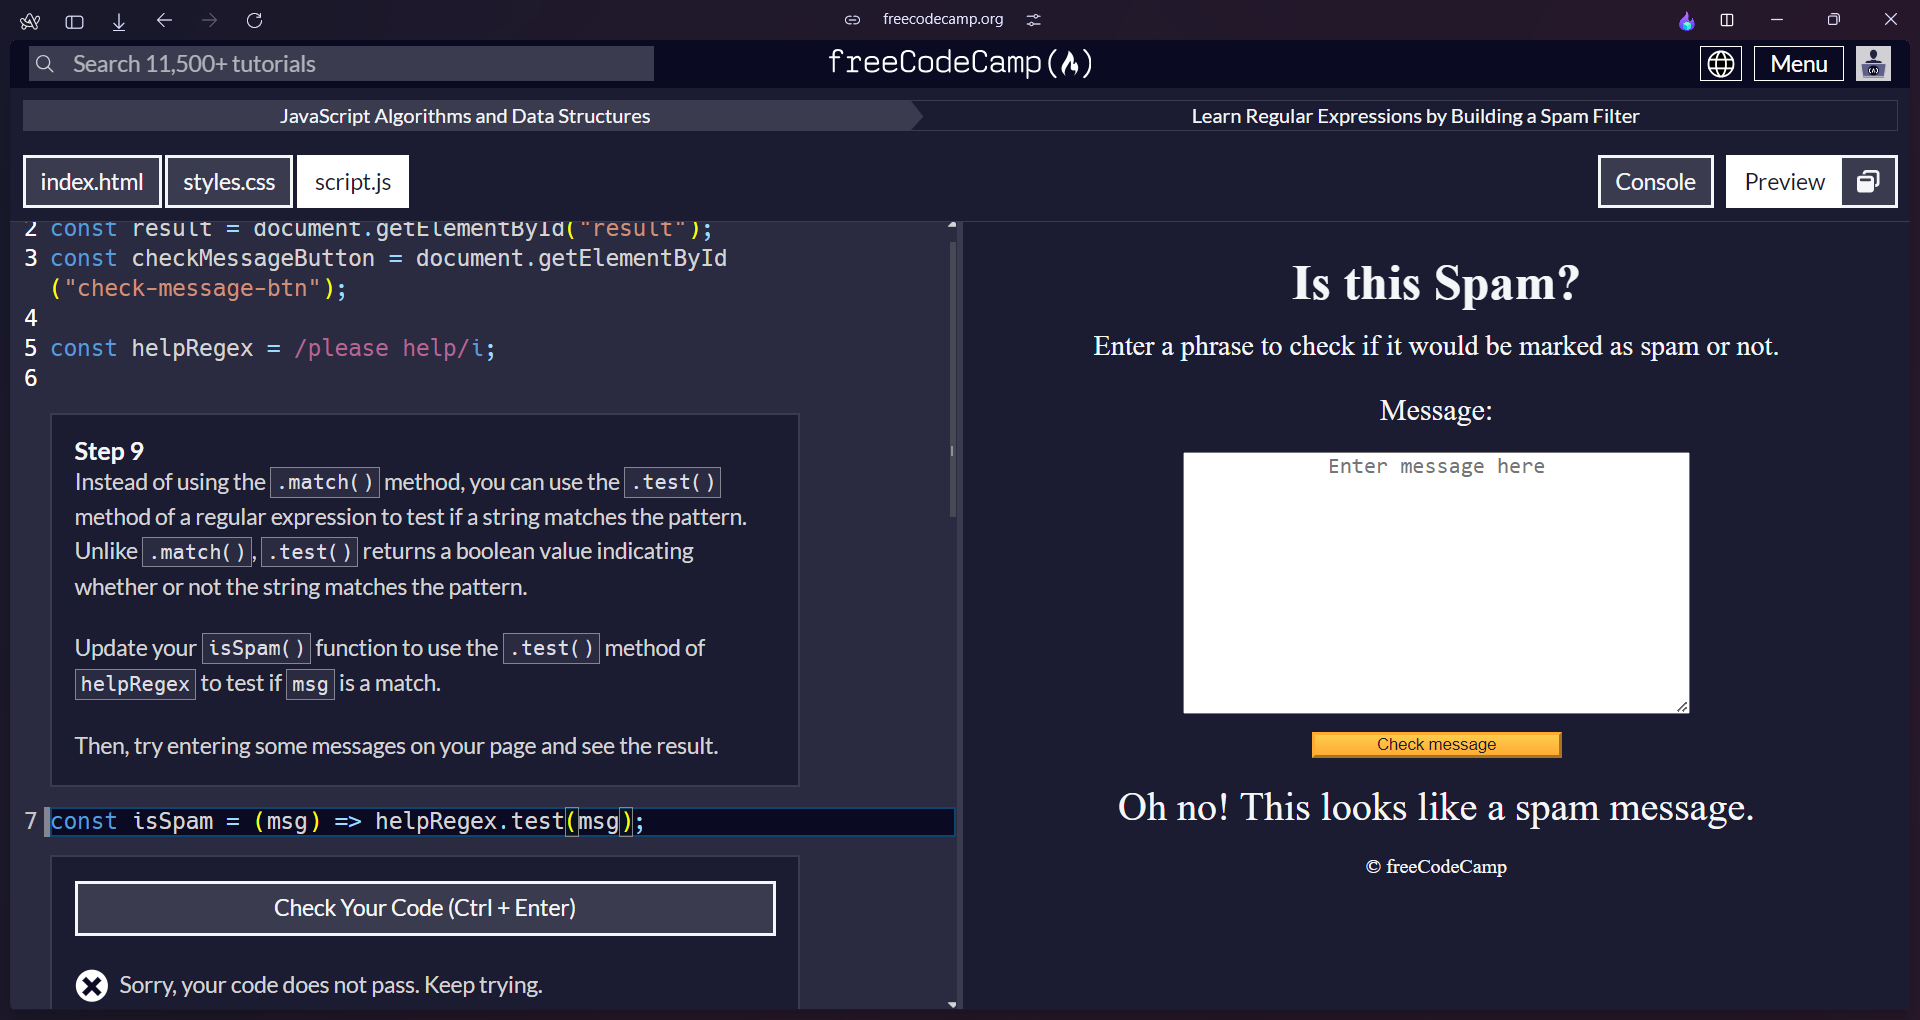 freecodecamp.org
Search 11,500+ tutorials
freeCodeCamp(🔥)
Menu
JavaScript Algorithms and Data Structures
Learn Regular Expressions by Building a Spam Filter
index.html
styles.css
script.js
Console
Preview
2 const result = document.getElementById("result");
3 const checkMessageButton = document.getElementById
("check-message-btn");
4
5 const helpRegex = /please help/i;
6
Step 9
Instead of using the .match() method, you can use the .test()
method of a regular expression to test if a string matches the pattern.
Unlike .match(), .test() returns a boolean value indicating
whether or not the string matches the pattern.
Update your isSpam() function to use the .test() method of
helpRegex to test if msg is a match.
Then, try entering some messages on your page and see the result.
7 const isSpam = (msg) => helpRegex.test(msg);
Check Your Code (Ctrl + Enter)
Sorry, your code does not pass. Keep trying.
Is this Spam?
Enter a phrase to check if it would be marked as spam or not.
Message:
Enter message here
Check message
Oh no! This looks like a spam message.
© freeCodeCamp